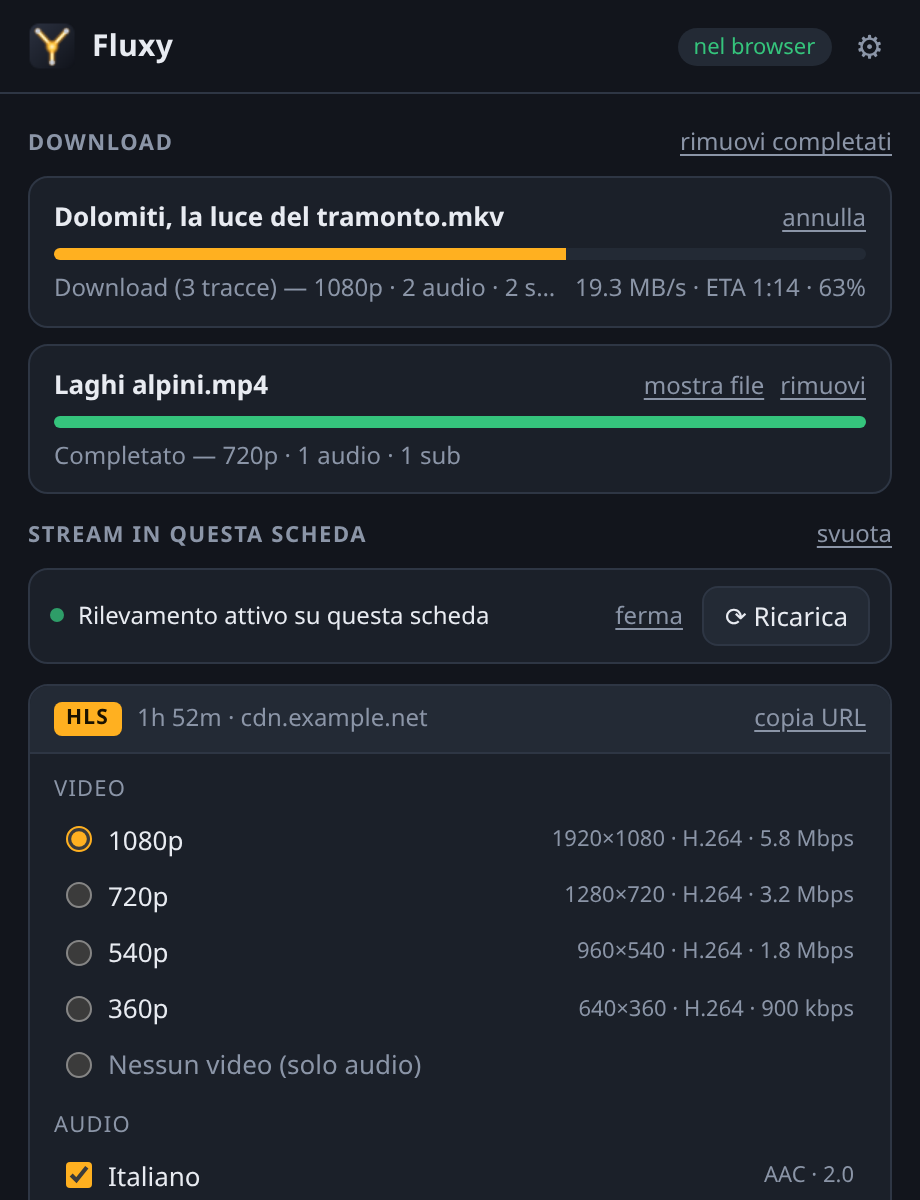 Fluxy
nel browser ⚙
DOWNLOAD
rimuovi completati
Dolomiti, la luce del tramonto.mkv
annulla
Download (3 tracce) — 1080p · 2 audio · 2 s...
19.3 MB/s · ETA 1:14 · 63%
Laghi alpini.mp4
mostra file rimuovi
Completato — 720p · 1 audio · 1 sub
STREAM IN QUESTA SCHEDA
svuota
Rilevamento attivo su questa scheda
ferma
⟳ Ricarica
HLS
1h 52m · cdn.example.net
copia URL
VIDEO
1080p
1920×1080 · H.264 · 5.8 Mbps
720p
1280×720 · H.264 · 3.2 Mbps
540p
960×540 · H.264 · 1.8 Mbps
360p
640×360 · H.264 · 900 kbps
Nessun video (solo audio)
AUDIO
Italiano
AAC · 2.0